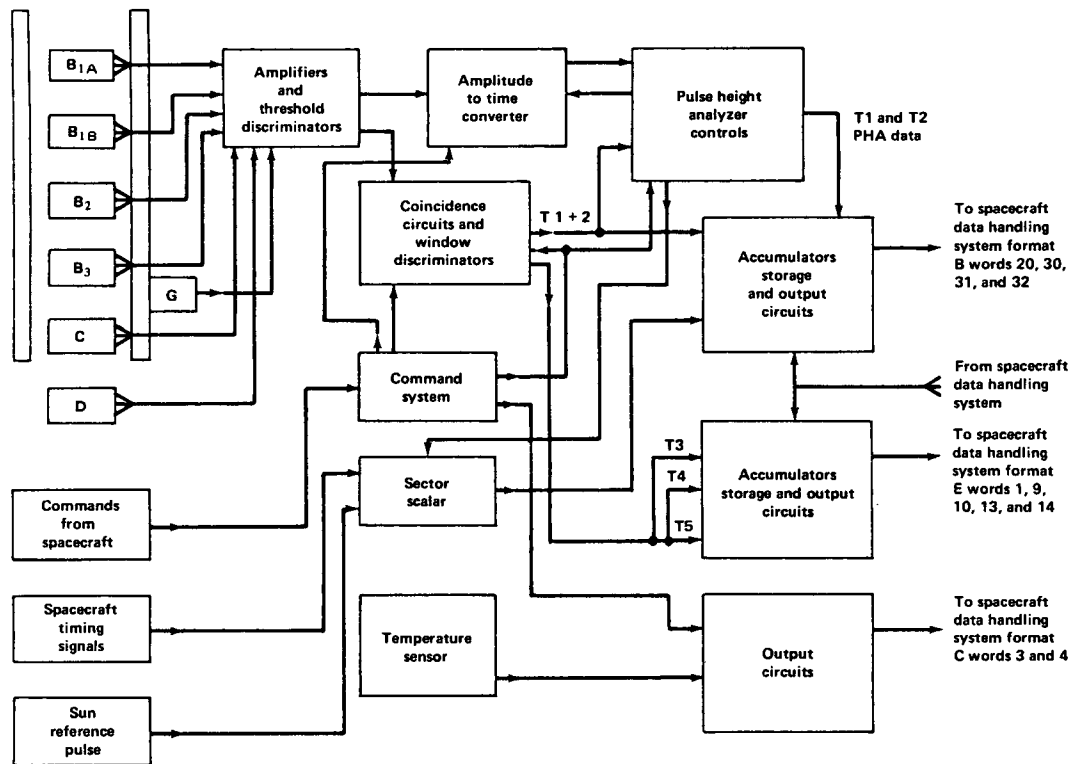 B1A
B1B
B2
B3
G
C
D
Amplifiers
and
threshold
discriminators
Amplitude
to time
converter
Pulse height
analyzer
controls
T1 and T2
PHA data
Coincidence
circuits and
window
discriminators
T 1 + 2
Accumulators
storage
and output
circuits
To spacecraft
data handling
system format
B words 20, 30,
31, and 32
Command
system
From spacecraft
data handling
system
Sector
scalar
T3
T4
T5
Accumulators
storage and output
circuits
To spacecraft
data handling
system format
E words 1, 9,
10, 13, and 14
Commands
from
spacecraft
Spacecraft
timing
signals
Temperature
sensor
Output
circuits
To spacecraft
data handling
system format
C words 3 and 4
Sun
reference
pulse